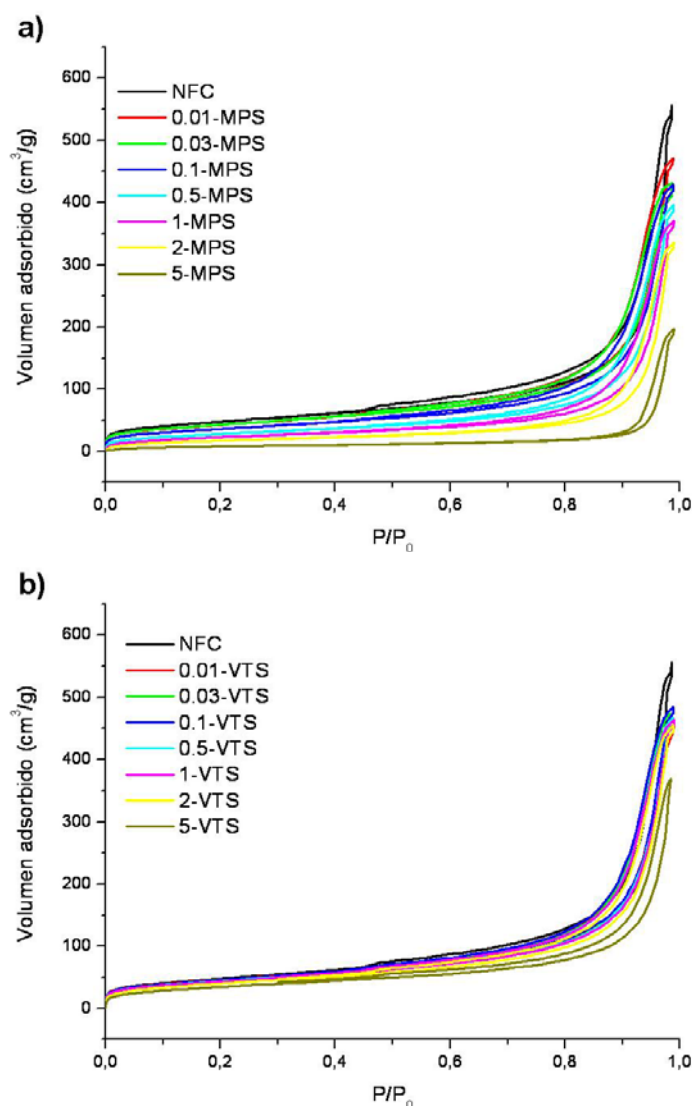 a)
Volumen adsorbido (cm³/g)
600
500
400
300
200
100
0
NFC
0.01-MPS
0.03-MPS
0.1-MPS
0.5-MPS
1-MPS
2-MPS
5-MPS
0,0
0,2
0,4
0,6
0,8
1,0
P/P₀
b)
Volumen adsorbido (cm³/g)
600
500
400
300
200
100
0
NFC
0.01-VTS
0.03-VTS
0.1-VTS
0.5-VTS
1-VTS
2-VTS
5-VTS
0,0
0,2
0,4
0,6
0,8
1,0
P/P₀